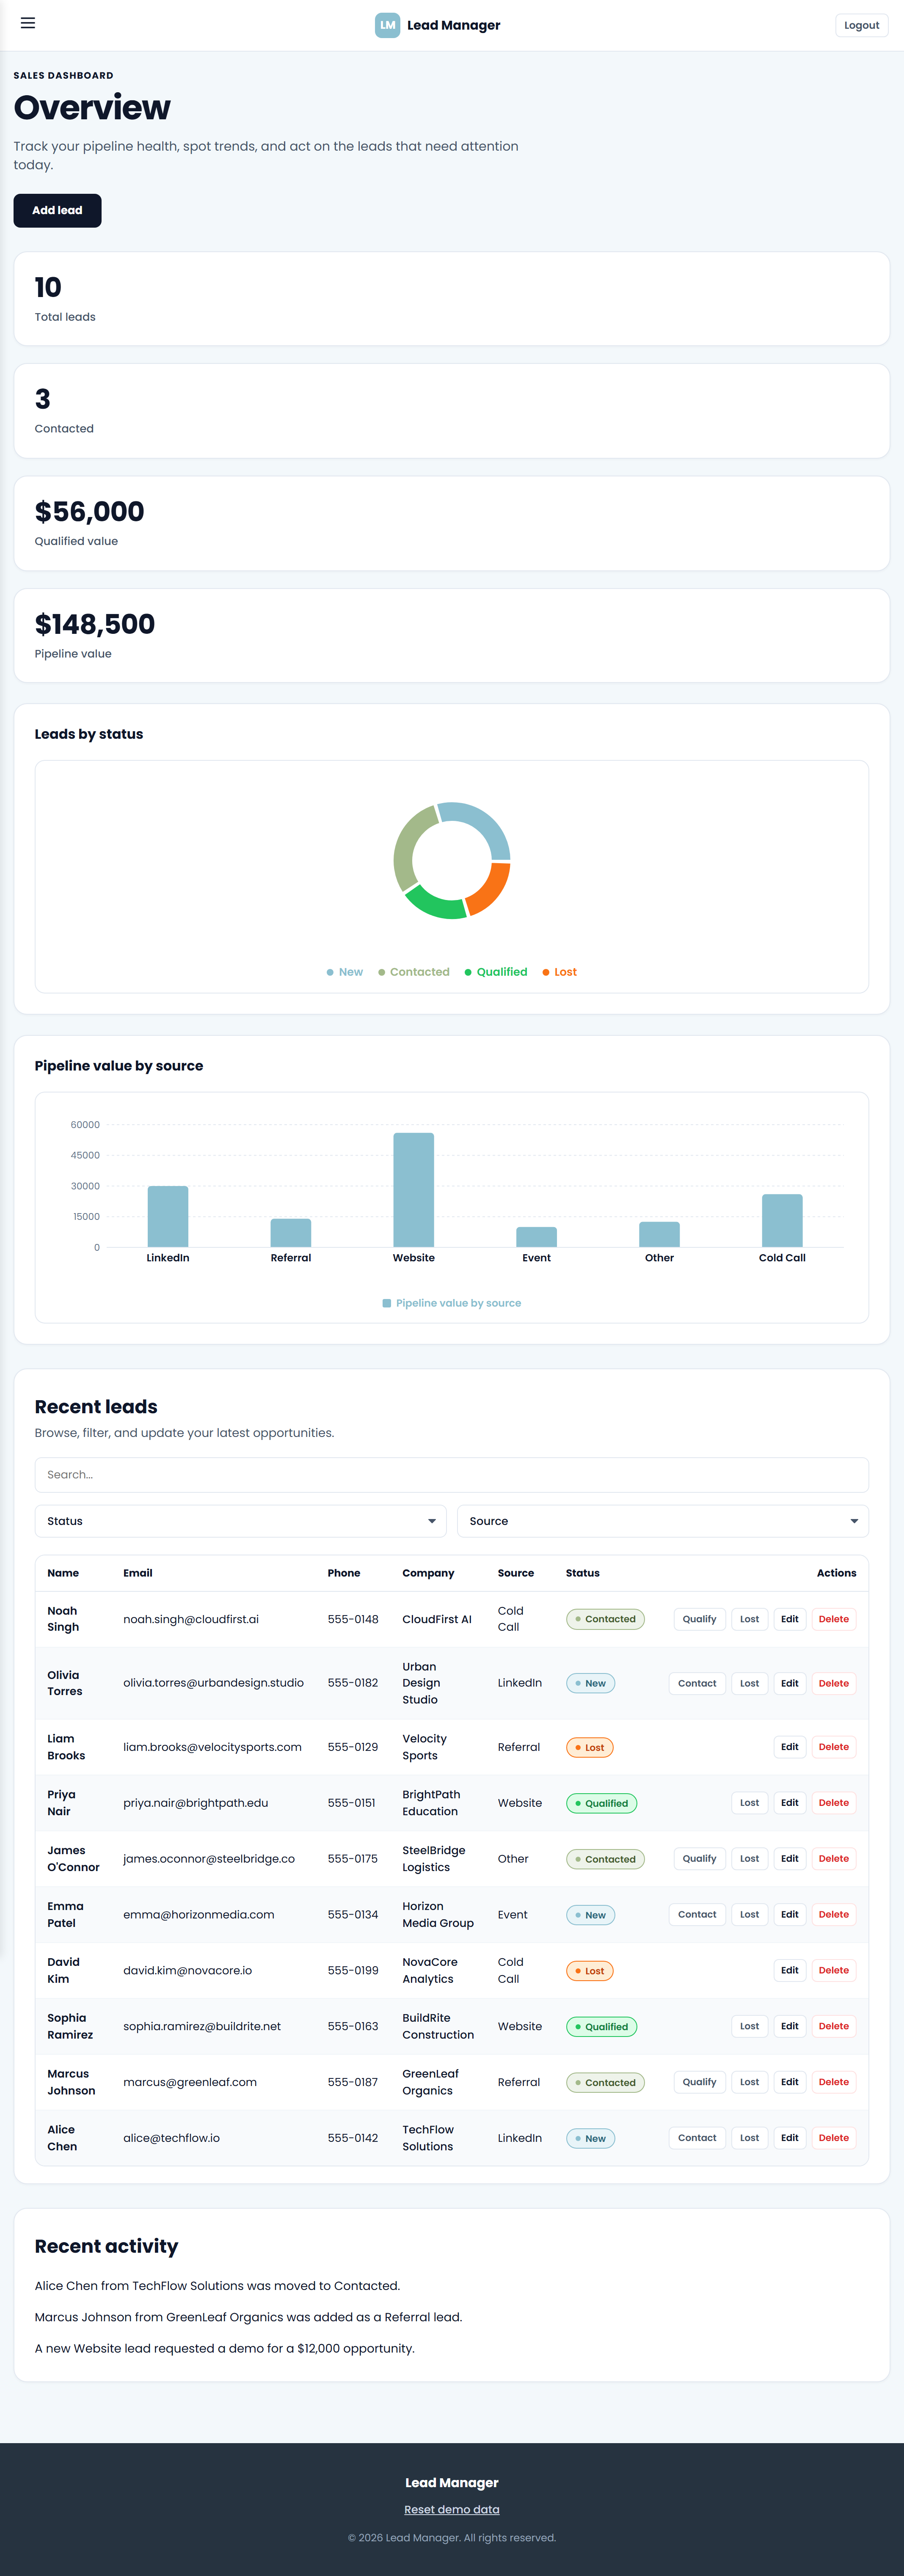 LM Lead Manager Logout
SALES DASHBOARD
Overview
Track your pipeline health, spot trends, and act on the leads that need attention
today.
Add lead
10
Total leads
3
Contacted
$56,000
Qualified value
$148,500
Pipeline value
Leads by status
New Contacted Qualified Lost
Pipeline value by source
60000
45000
30000
15000
0
LinkedIn Referral Website Event Other Cold Call
Pipeline value by source
Recent leads
Browse, filter, and update your latest opportunities.
Search...
Status Source
Name Email Phone Company Source Status Actions
Noah Singh noah.singh@cloudfirst.ai 555-0148 CloudFirst AI Cold Call Contacted Qualify Lost Edit Delete
Olivia Torres olivia.torres@urbandesign.studio 555-0182 Urban Design Studio LinkedIn New Contact Lost Edit Delete
Liam Brooks liam.brooks@velocitysports.com 555-0129 Velocity Sports Referral Lost Edit Delete
Priya Nair priya.nair@brightpath.edu 555-0151 BrightPath Education Website Qualified Lost Edit Delete
James O'Connor james.oconnor@steelbridge.co 555-0175 SteelBridge Logistics Other Contacted Qualify Lost Edit Delete
Emma Patel emma@horizonmedia.com 555-0134 Horizon Media Group Event New Contact Lost Edit Delete
David Kim david.kim@novacore.io 555-0199 NovaCore Analytics Cold Call Lost Edit Delete
Sophia Ramirez sophia.ramirez@buildrite.net 555-0163 BuildRite Construction Website Qualified Lost Edit Delete
Marcus Johnson marcus@greenleaf.com 555-0187 GreenLeaf Organics Referral Contacted Qualify Lost Edit Delete
Alice Chen alice@techflow.io 555-0142 TechFlow Solutions LinkedIn New Contact Lost Edit Delete
Recent activity
Alice Chen from TechFlow Solutions was moved to Contacted.
Marcus Johnson from GreenLeaf Organics was added as a Referral lead.
A new Website lead requested a demo for a $12,000 opportunity.
Lead Manager
Reset demo data
© 2026 Lead Manager. All rights reserved.